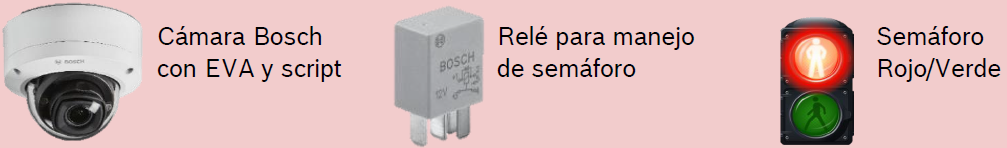 Cámara Bosch
con EVA y script
BOSCH
Relé para manejo
de semáforo
BOSCH
12V
Semáforo
Rojo/Verde